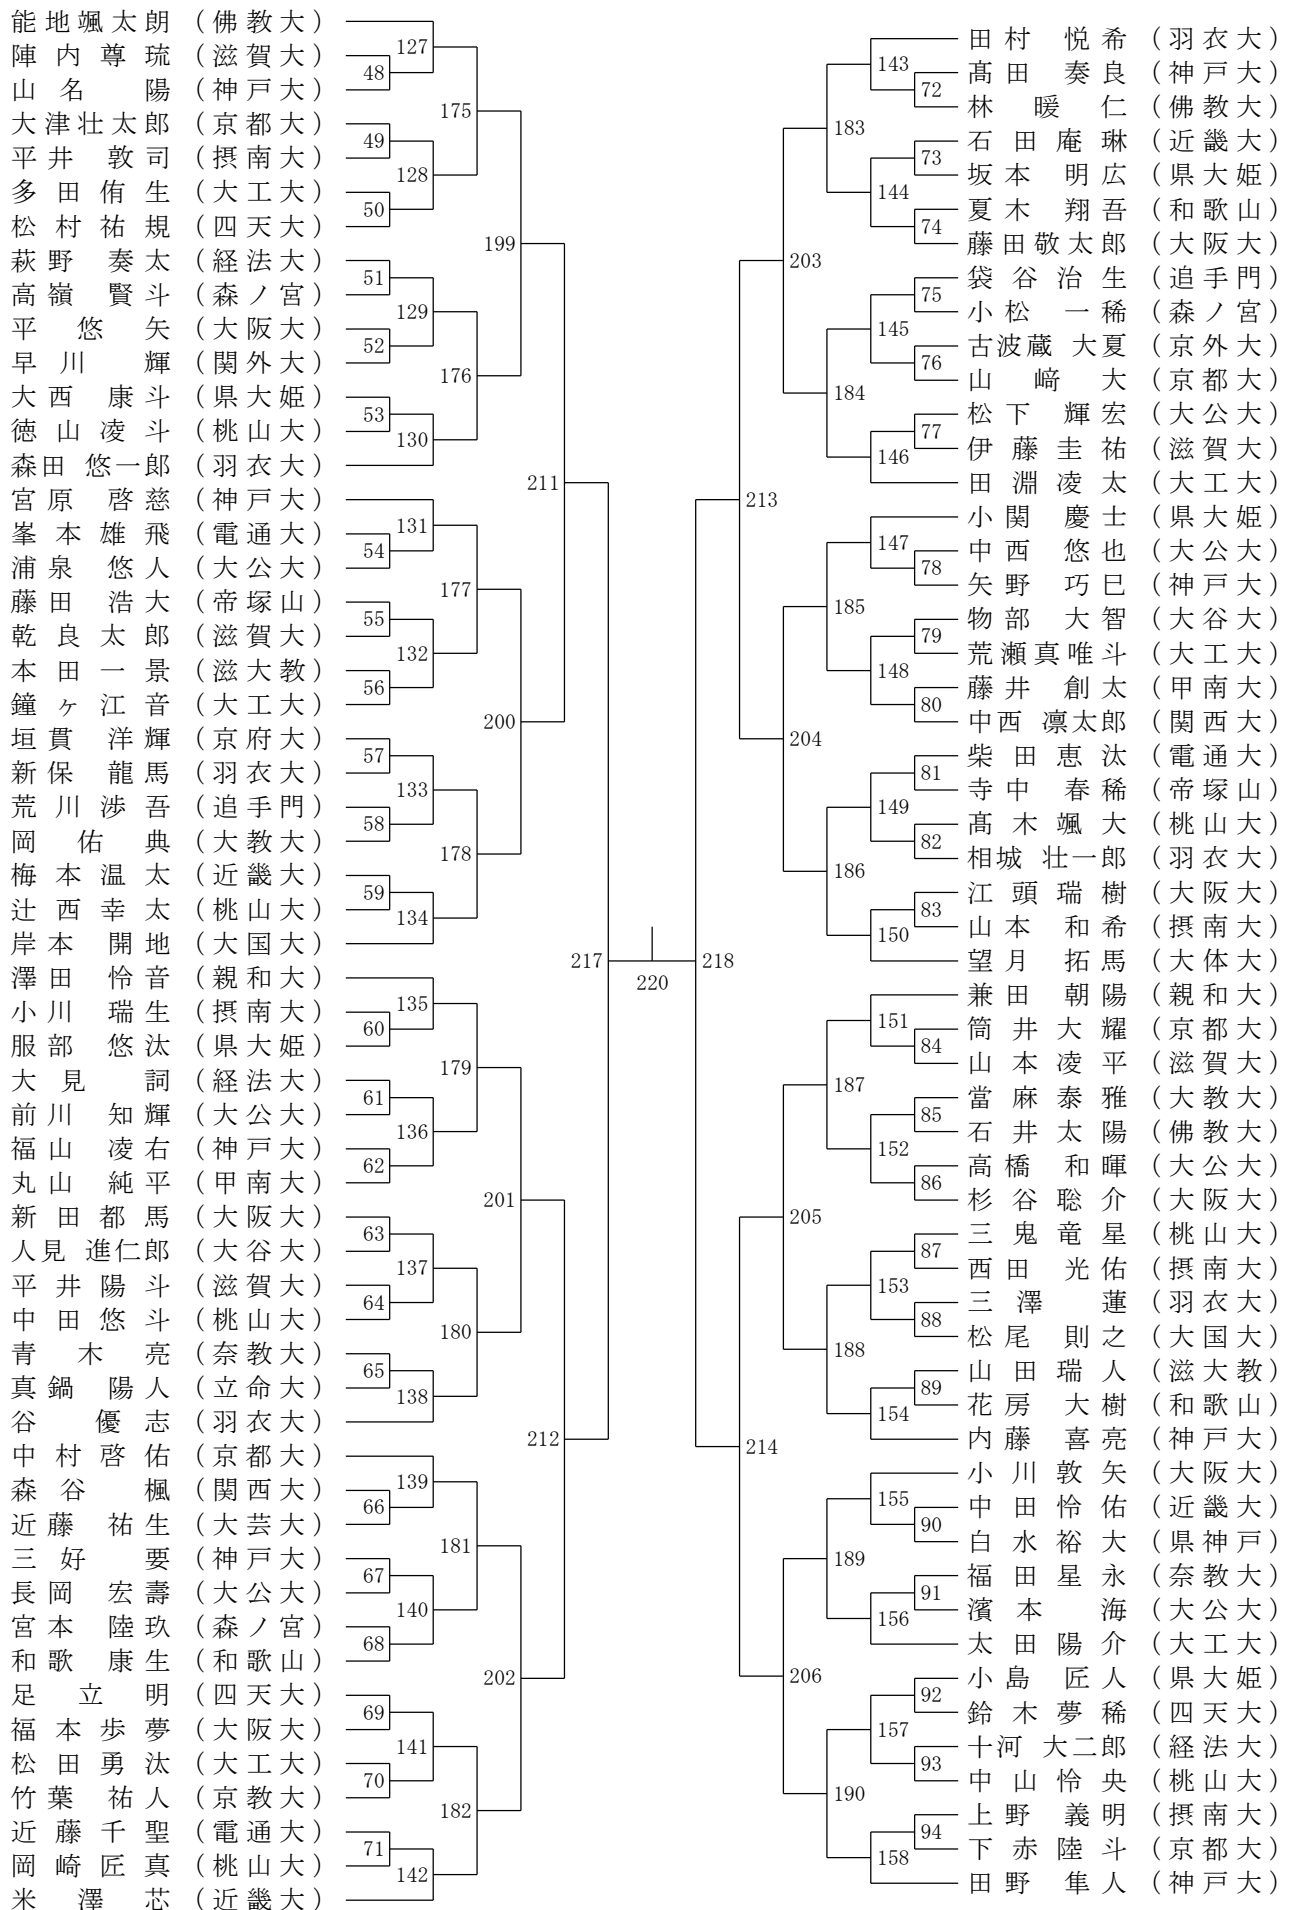 能地颯太朗（佛教大）
陣内尊琉（滋賀大）
山名陽（神戸大）
大津壮太郎（京都大）
平井敦司（摂南大）
多田侑生（大工大）
松村祐規（四天大）
萩野奏太（経法大）
高嶺賢斗（森ノ宮）
平悠矢（大阪大）
早川輝（関外大）
大西康斗（県大姫）
徳山凌斗（桃山大）
森田悠一郎（羽衣大）
宮原啓慈（神戸大）
峯本雄飛（電通大）
浦泉悠人（大公大）
藤田浩大（帝塚山）
乾良太郎（滋賀大）
本田一景（滋大教）
鐘ヶ江音（大工大）
垣貫洋輝（京府大）
新保龍馬（羽衣大）
荒川渉吾（追手門）
岡佑典（大教大）
梅本温太（近畿大）
辻西幸太（桃山大）
岸本開地（大国大）
澤田怜音（親和大）
小川瑞生（摂南大）
服部悠汰（県大姫）
大見詞（経法大）
前川知輝（大公大）
福山凌右（神戸大）
丸山純平（甲南大）
新田都馬（大阪大）
人見進仁郎（大谷大）
平井陽斗（滋賀大）
中田悠斗（桃山大）
青木亮（奈教大）
真鍋陽人（立命大）
谷優志（羽衣大）
中村啓佑（京都大）
森谷楓（関西大）
近藤祐生（大芸大）
三好要（神戸大）
長岡宏壽（大公大）
宮本陸玖（森ノ宮）
和歌康生（和歌山）
足立明（四天大）
福本歩夢（大阪大）
松田勇汰（大工大）
竹葉祐人（京教大）
近藤千聖（電通大）
岡崎匠真（桃山大）
米澤芯（近畿大）
48
49
50
51
52
53
54
55
56
57
58
59
60
61
62
63
64
65
66
67
68
69
70
71
127
128
129
130
131
132
133
134
135
136
137
138
139
140
141
142
175
176
177
178
179
180
181
182
199
200
201
202
211
212
217
220
218
213
214
203
204
205
206
183
184
185
186
187
188
189
190
143
144
145
146
147
148
149
150
151
152
153
154
155
156
157
158
72
73
74
75
76
77
78
79
80
81
82
83
84
85
86
87
88
89
90
91
92
93
94
田村悦希（羽衣大）
髙田奏良（神戸大）
林暖仁（佛教大）
石田庵琳（近畿大）
坂本明広（県大姫）
夏木翔吾（和歌山）
藤田敬太郎（大阪大）
袋谷治生（追手門）
小松一稀（森ノ宮）
古波蔵大夏（京外大）
山﨑大（京都大）
松下輝宏（大公大）
伊藤圭祐（滋賀大）
田淵凌太（大工大）
小関慶士（県大姫）
中西悠也（大公大）
矢野巧巳（神戸大）
物部大智（大谷大）
荒瀬真唯斗（大工大）
藤井創太（甲南大）
中西凛太郎（関西大）
柴田恵汰（電通大）
寺中春稀（帝塚山）
髙木颯大（桃山大）
相城壮一郎（羽衣大）
江頭瑞樹（大阪大）
山本和希（摂南大）
望月拓馬（大体大）
兼田朝陽（親和大）
筒井大耀（京都大）
山本凌平（滋賀大）
當麻泰雅（大教大）
石井太陽（佛教大）
高橋和暉（大公大）
杉谷聡介（大阪大）
三鬼竜星（桃山大）
西田光佑（摂南大）
三澤蓮（羽衣大）
松尾則之（大国大）
山田瑞人（滋大教）
花房大樹（和歌山）
内藤喜亮（神戸大）
小川敦矢（大阪大）
中田怜佑（近畿大）
白水裕大（県神戸）
福田星永（奈教大）
濱本海（大公大）
太田陽介（大工大）
小島匠人（県大姫）
鈴木夢稀（四天大）
十河大二郎（経法大）
中山怜央（桃山大）
上野義明（摂南大）
下赤陸斗（京都大）
田野隼人（神戸大）